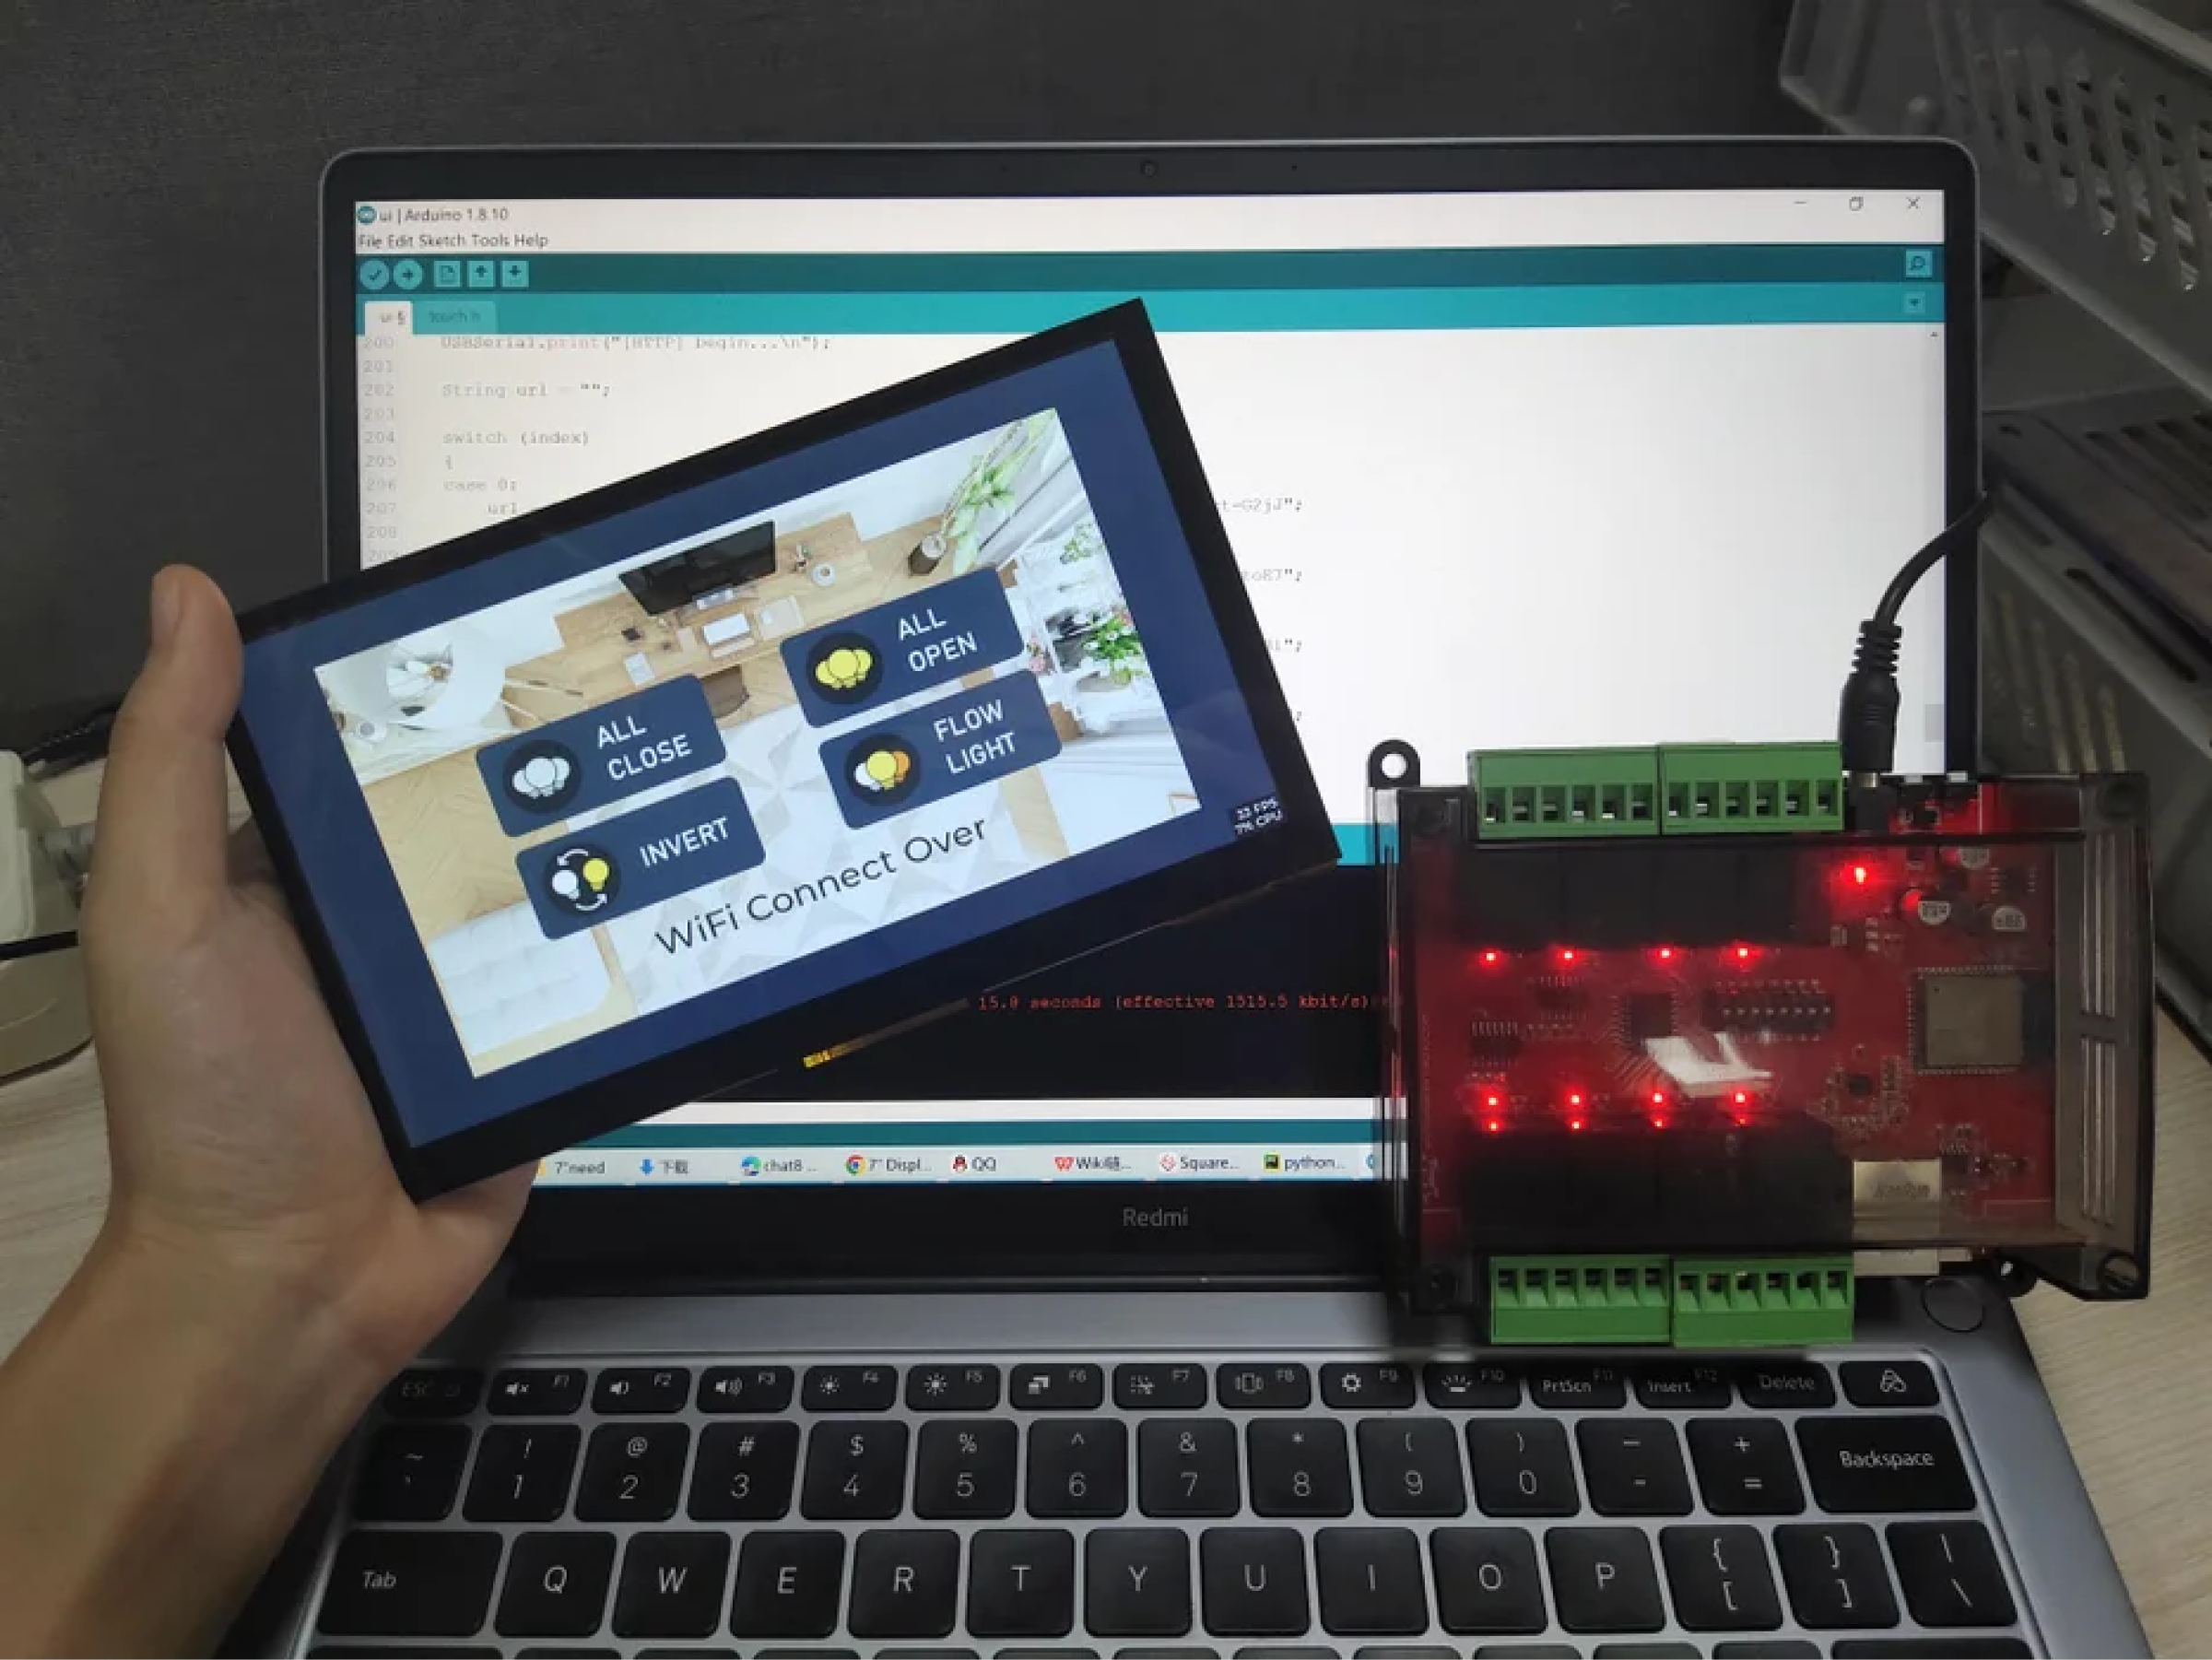 ui | Arduino 1.8.10
File Edit Sketch Tools Help
ui §
touch.h
200 USBSerial.print("[HTTP] begin...\n");
201
202 String url = "";
203
204 switch (index)
205 {
206 case 0:
207 url
t=G2jJ";
208
209
toE7";
";
";
ALL
OPEN
ALL
CLOSE
FLOW
LIGHT
INVERT
WiFi Connect Over
33 FPS
7% CPU
15.0 seconds (effective 1515.5 kbit/s)
7"need
下载
chat8 ...
7" Displ...
QQ
Square...
python...
Redmi
ESC
F1
F2
F3
F4
F5
F6
F7
F8
F9
F10
PrtScn F11
Insert F12
Delete
~ `
! 1
@ 2
# 3
$ 4
% 5
^ 6
& 7
* 8
( 9
) 0
– -
+ =
Backspace
Tab
Q
W
E
R
T
Y
U
I
O
P
{ [
} ]
| \